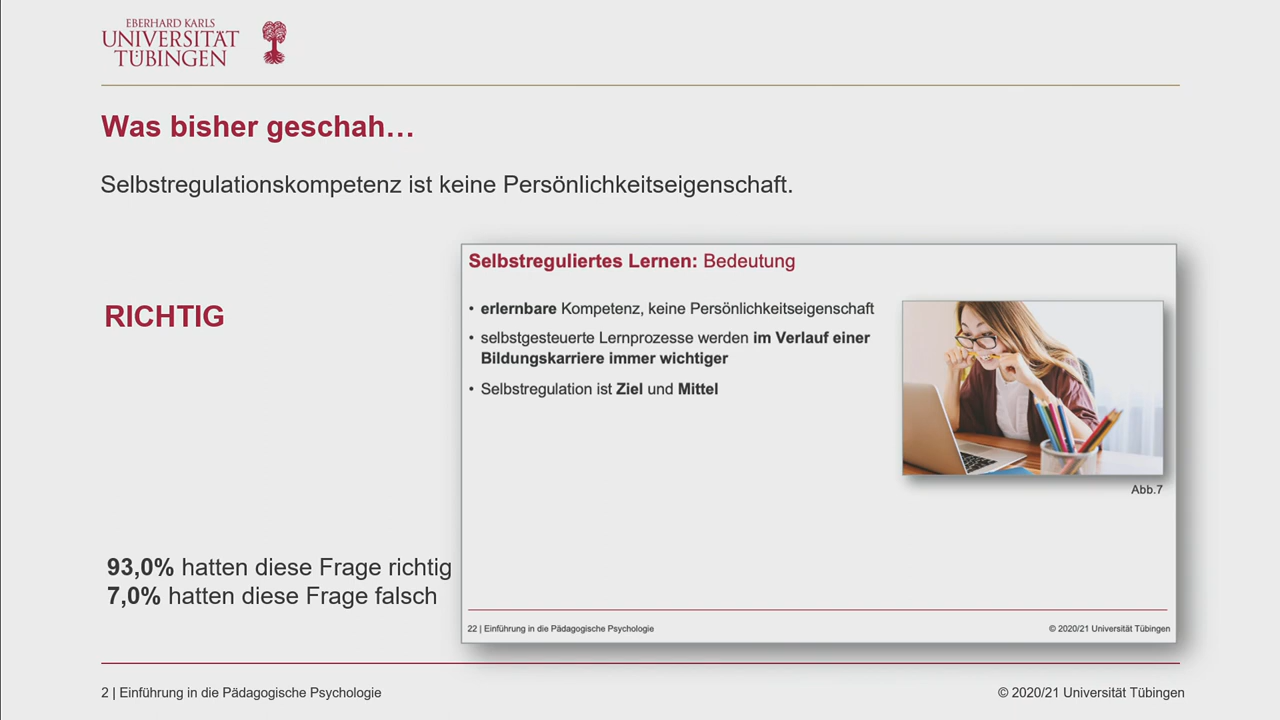 EBERHARD KARLS
UNIVERSITÄT
TÜBINGEN
Was bisher geschah…
Selbstregulationskompetenz ist keine Persönlichkeitseigenschaft.
RICHTIG
93,0% hatten diese Frage richtig
7,0% hatten diese Frage falsch
Selbstreguliertes Lernen: Bedeutung
• erlernbare Kompetenz, keine Persönlichkeitseigenschaft
• selbstgesteuerte Lernprozesse werden im Verlauf einer
Bildungskarriere immer wichtiger
• Selbstregulation ist Ziel und Mittel
Abb.7
22 | Einführung in die Pädagogische Psychologie
© 2020/21 Universität Tübingen
2 | Einführung in die Pädagogische Psychologie
© 2020/21 Universität Tübingen